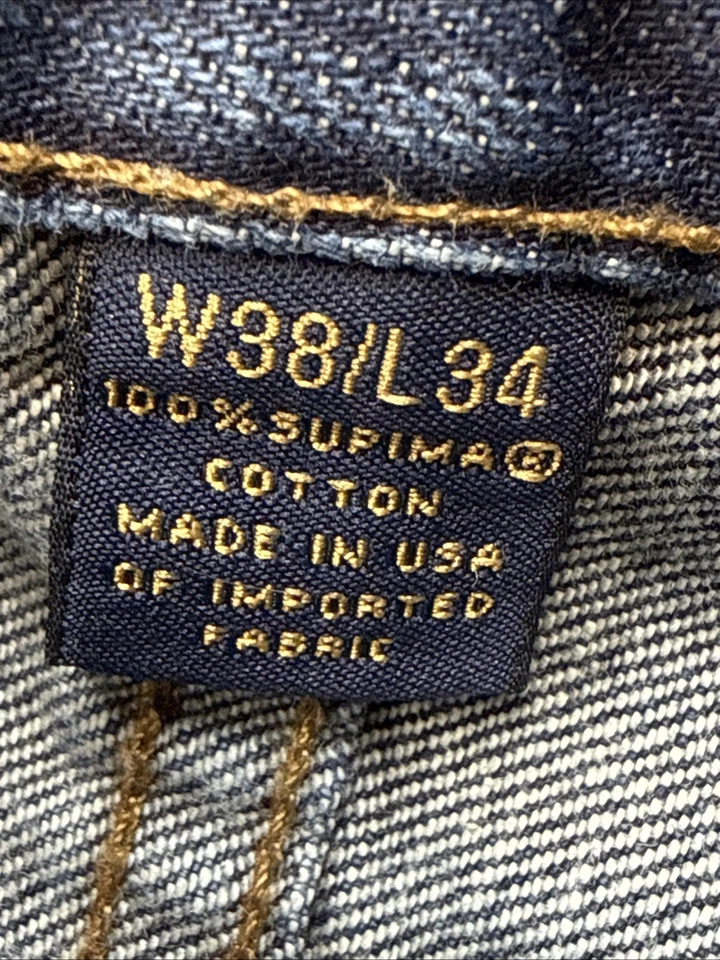 W38/L34
100% SUPIMA®
COTTON
MADE IN USA
OF IMPORTED
FABRIC